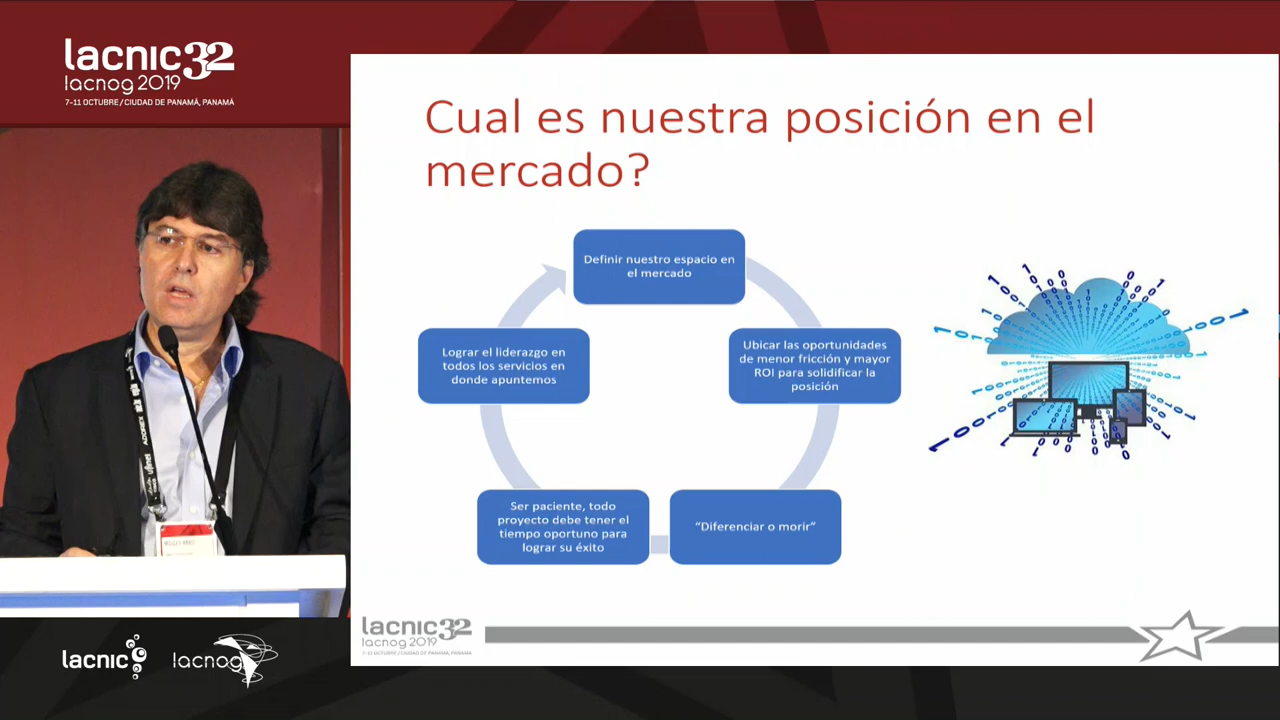 lacnic32
lacnog 2019
7-11 OCTUBRE / CIUDAD DE PANAMÁ, PANAMÁ
Cual es nuestra posición en el
mercado?
Definir nuestro espacio en
el mercado
Ubicar las oportunidades
de menor fricción y mayor
ROI para solidificar la
posición
“Diferenciar o morir”
Ser paciente, todo
proyecto debe tener el
tiempo oportuno para
lograr su éxito
Lograr el liderazgo en
todos los servicios en
donde apuntemos
lacnic32
lacnog 2019
7-11 OCTUBRE / CIUDAD DE PANAMÁ, PANAMÁ
lacnic
lacnog